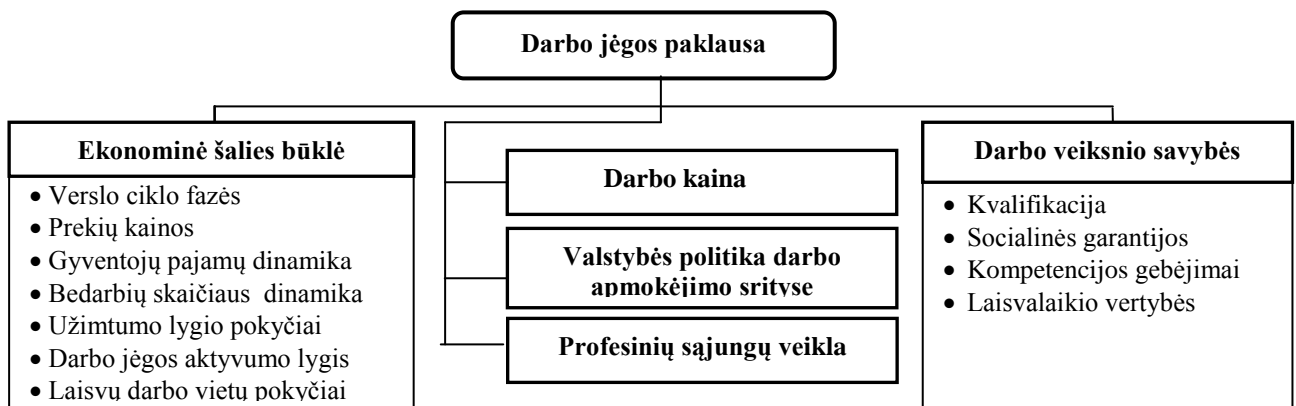 Darbo jėgos paklausa
Ekonominė šalies būklė
• Verslo ciklo fazės
• Prekių kainos
• Gyventojų pajamų dinamika
• Bedarbių skaičiaus dinamika
• Užimtumo lygio pokyčiai
• Darbo jėgos aktyvumo lygis
• Laisvų darbo vietų pokyčiai
Darbo kaina
Valstybės politika darbo
apmokėjimo srityse
Profesinių sąjungų veikla
Darbo veiksnio savybės
• Kvalifikacija
• Socialinės garantijos
• Kompetencijos gebėjimai
• Laisvalaikio vertybės